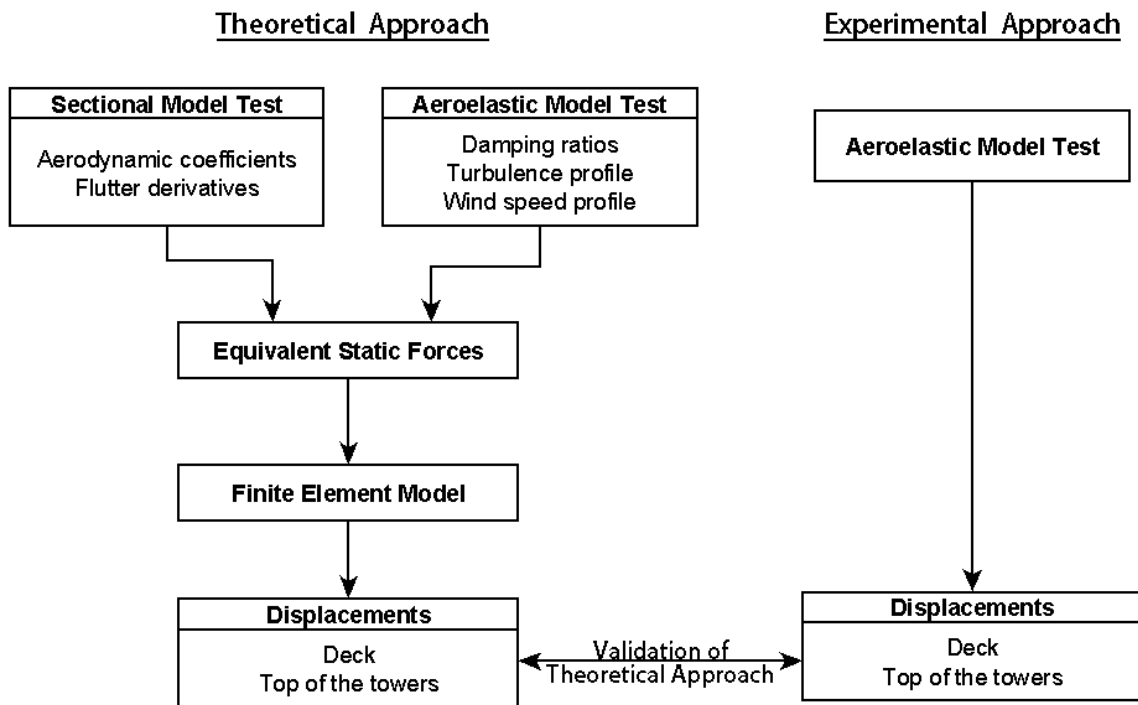 Theoretical Approach
Experimental Approach
Sectional Model Test
Aerodynamic coefficients
Flutter derivatives
Aeroelastic Model Test
Damping ratios
Turbulence profile
Wind speed profile
Aeroelastic Model Test
Equivalent Static Forces
Finite Element Model
Displacements
Deck
Top of the towers
Validation of
Theoretical Approach
Displacements
Deck
Top of the towers